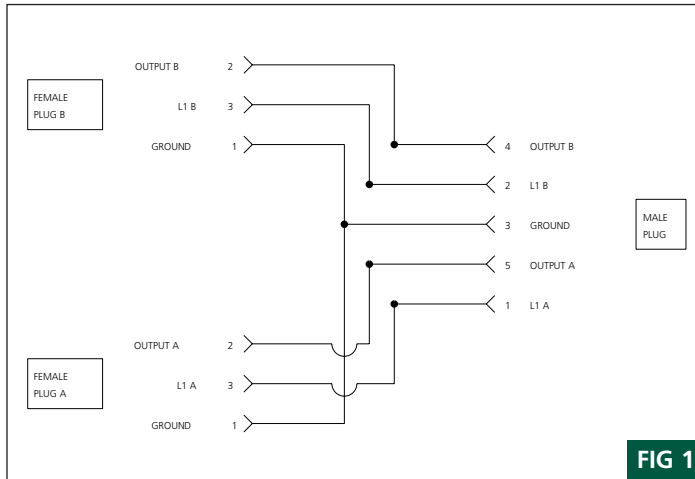 OUTPUT B 2
FEMALE
PLUG B
L1 B 3
GROUND 1
4 OUTPUT B
2 L1 B
3 GROUND
MALE
PLUG
5 OUTPUT A
1 L1 A
OUTPUT A 2
FEMALE
PLUG A
L1 A 3
GROUND 1
FIG 1